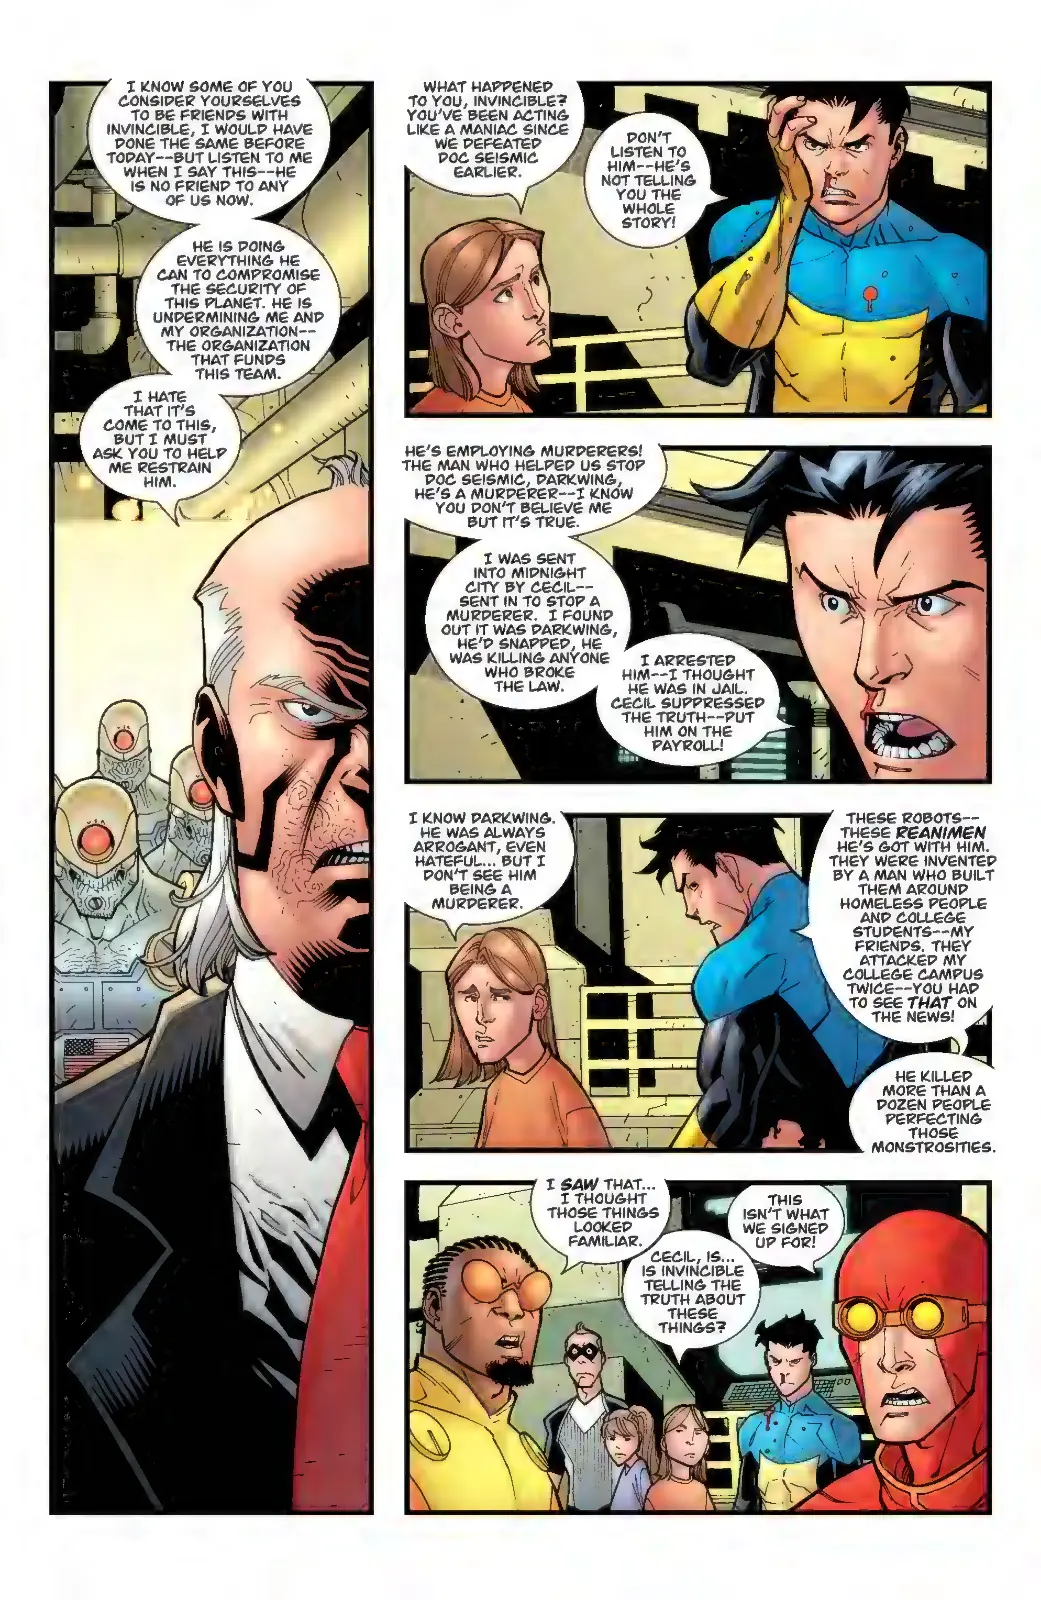 I KNOW SOME OF YOU
CONSIDER YOURSELVES
TO BE FRIENDS WITH
INVINCIBLE, I WOULD HAVE
DONE THE SAME BEFORE
TODAY--BUT LISTEN TO ME
WHEN I SAY THIS--HE
IS NO FRIEND TO ANY
OF US NOW.
HE IS DOING
EVERYTHING HE
CAN TO COMPROMISE
THE SECURITY OF
THIS PLANET. HE IS
UNDERMINING ME AND
MY ORGANIZATION--
THE ORGANIZATION
THAT FUNDS
THIS TEAM.
I HATE
THAT IT'S
COME TO THIS,
BUT I MUST
ASK YOU TO HELP
ME RESTRAIN
HIM.
USA
WHAT HAPPENED
TO YOU, INVINCIBLE?
YOU'VE BEEN ACTING
LIKE A MANIAC SINCE
WE DEFEATED
DOC SEISMIC
EARLIER.
DON'T
LISTEN TO
HIM--HE'S
NOT TELLING
YOU THE
WHOLE
STORY!
HE'S EMPLOYING MURDERERS!
THE MAN WHO HELPED US STOP
DOC SEISMIC, DARKWING,
HE'S A MURDERER--I KNOW
YOU DON'T BELIEVE ME
BUT IT'S TRUE.
I WAS SENT
INTO MIDNIGHT
CITY BY CECIL--
SENT IN TO STOP A
MURDERER. I FOUND
OUT IT WAS DARKWING,
HE'D SNAPPED, HE
WAS KILLING ANYONE
WHO BROKE
THE LAW.
I ARRESTED
HIM--I THOUGHT
HE WAS IN JAIL.
CECIL SUPPRESSED
THE TRUTH--PUT
HIM ON THE
PAYROLL!
I KNOW DARKWING.
HE WAS ALWAYS
ARROGANT, EVEN
HATEFUL... BUT I
DON'T SEE HIM
BEING A
MURDERER.
THESE ROBOTS--
THESE REANIMEN
HE'S GOT WITH HIM.
THEY WERE INVENTED
BY A MAN WHO BUILT
THEM AROUND
HOMELESS PEOPLE
AND COLLEGE
STUDENTS--MY
FRIENDS. THEY
ATTACKED MY
COLLEGE CAMPUS
TWICE--YOU HAD
TO SEE THAT ON
THE NEWS!
HE KILLED
MORE THAN A
DOZEN PEOPLE
PERFECTING
THOSE
MONSTROSITIES.
I SAW THAT...
I THOUGHT
THOSE THINGS
LOOKED
FAMILIAR.
CECIL, IS...
IS INVINCIBLE
TELLING THE
TRUTH ABOUT
THESE
THINGS?
THIS
ISN'T WHAT
WE SIGNED
UP FOR!